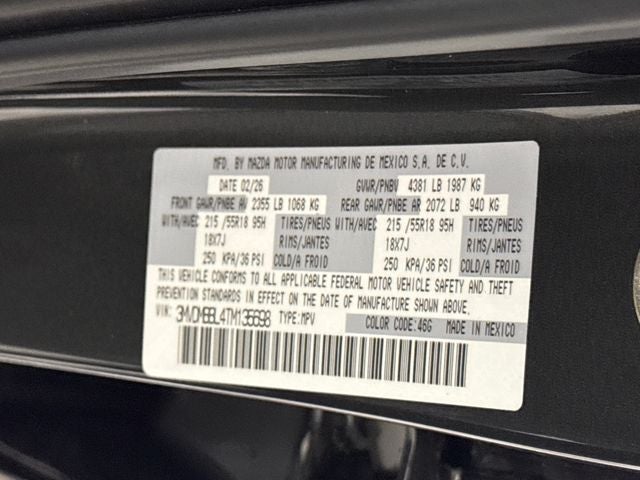 MFD. BY MAZDA MOTOR MANUFACTURING DE MEXICO S.A. DE C.V.
DATE 02/26 GVWR/PNBV 4381 LB 1987 KG
FRONT GAWR/PNBE AV 2355 LB 1068 KG REAR GAWR/PNBE AR 2072 LB 940 KG
WITH/AVEC 215 /55R18 95H TIRES/PNEUS WITH/AVEC 215 /55R18 95H TIRES/PNEUS
18X7J RIMS/JANTES 18X7J RIMS/JANTES
250 KPA/36 PSI COLD/A FROID 250 KPA/36 PSI COLD/A FROID
THIS VEHICLE CONFORMS TO ALL APPLICABLE FEDERAL MOTOR VEHICLE SAFETY AND THEFT
PREVENTION STANDARDS IN EFFECT ON THE DATE OF MANUFACTURE SHOWN ABOVE.
VIN: TYPE: MPV COLOR CODE: 46G MADE IN MEXICO